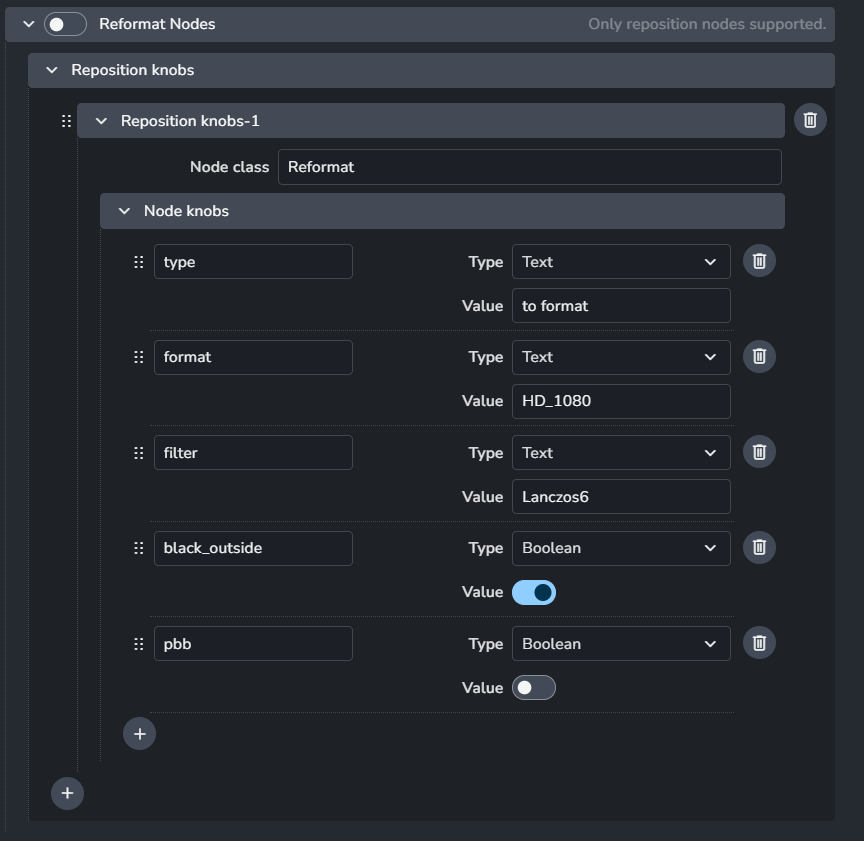 Reformat Nodes Only reposition nodes supported.
Reposition knobs
Reposition knobs-1
Node class Reformat
Node knobs
type Type Text
Value to format
format Type Text
Value HD_1080
filter Type Text
Value Lanczos6
black_outside Type Boolean
Value
pbb Type Boolean
Value